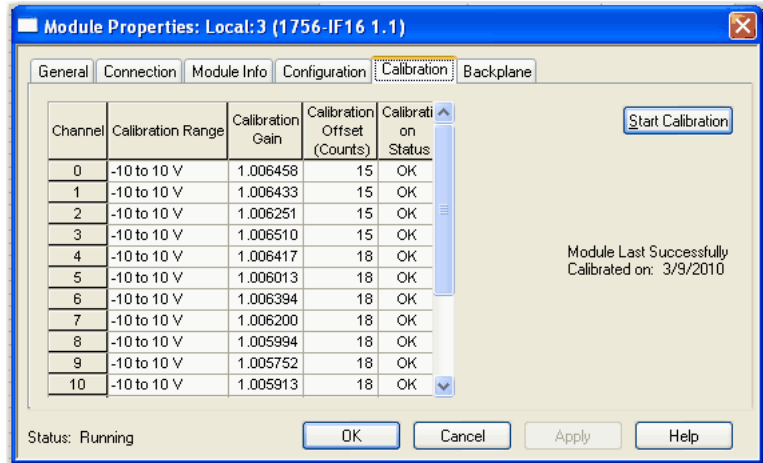 Module Properties: Local:3 (1756-IF16 1.1)
General Connection Module Info Configuration Calibration Backplane
Channel Calibration Range Calibration Gain Calibration Offset (Counts) Calibrati on Status
0 -10 to 10 V 1.006458 15 OK
1 -10 to 10 V 1.006433 15 OK
2 -10 to 10 V 1.006251 15 OK
3 -10 to 10 V 1.006510 15 OK
4 -10 to 10 V 1.006417 18 OK
5 -10 to 10 V 1.006013 18 OK
6 -10 to 10 V 1.006394 18 OK
7 -10 to 10 V 1.006200 18 OK
8 -10 to 10 V 1.005994 18 OK
9 -10 to 10 V 1.005752 18 OK
10 -10 to 10 V 1.005913 18 OK
Start Calibration
Module Last Successfully
Calibrated on: 3/9/2010
Status: Running
OK Cancel Apply Help